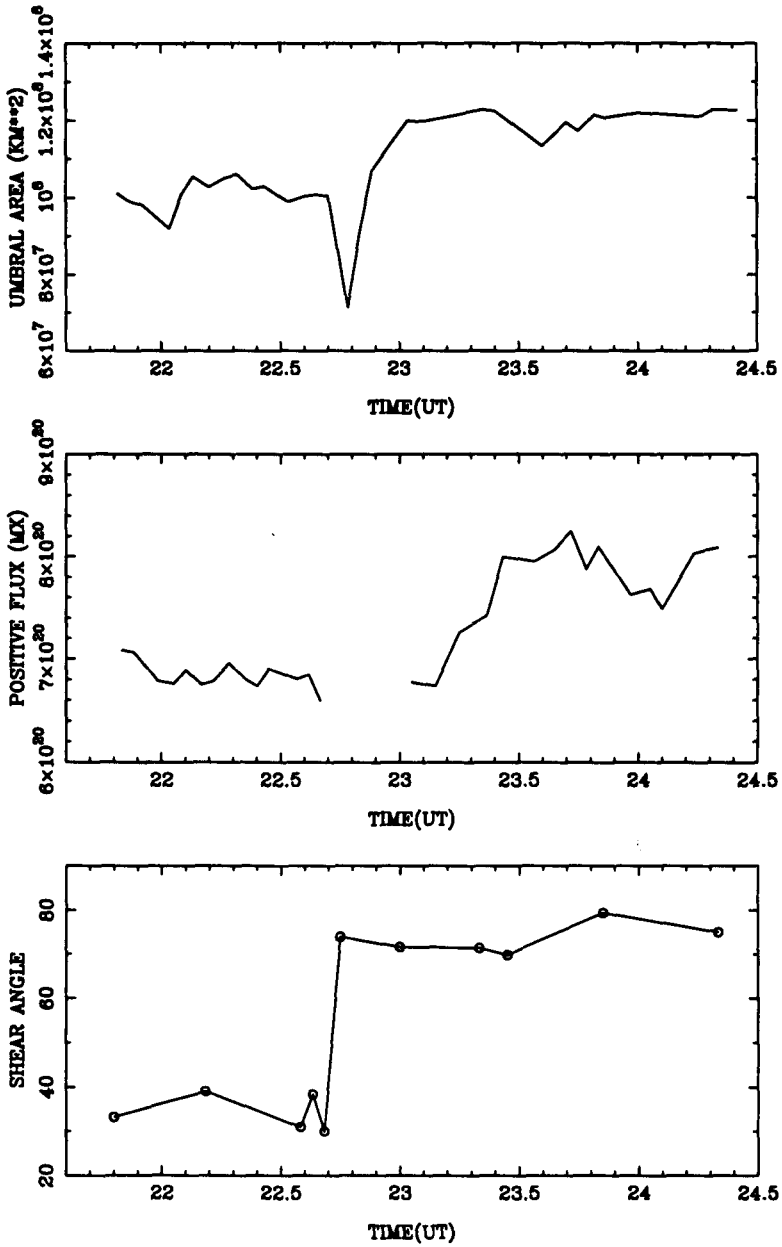 UMBRAL AREA (KM**2)
6×10⁷ 8×10⁷ 10⁸ 1.2×10⁸ 1.4×10⁸
22 22.5 23 23.5 24 24.5
TIME(UT)
POSITIVE FLUX (MX)
6×10²⁰ 7×10²⁰ 8×10²⁰ 9×10²⁰
22 22.5 23 23.5 24 24.5
TIME(UT)
SHEAR ANGLE
20 40 60 80
22 22.5 23 23.5 24 24.5
TIME(UT)